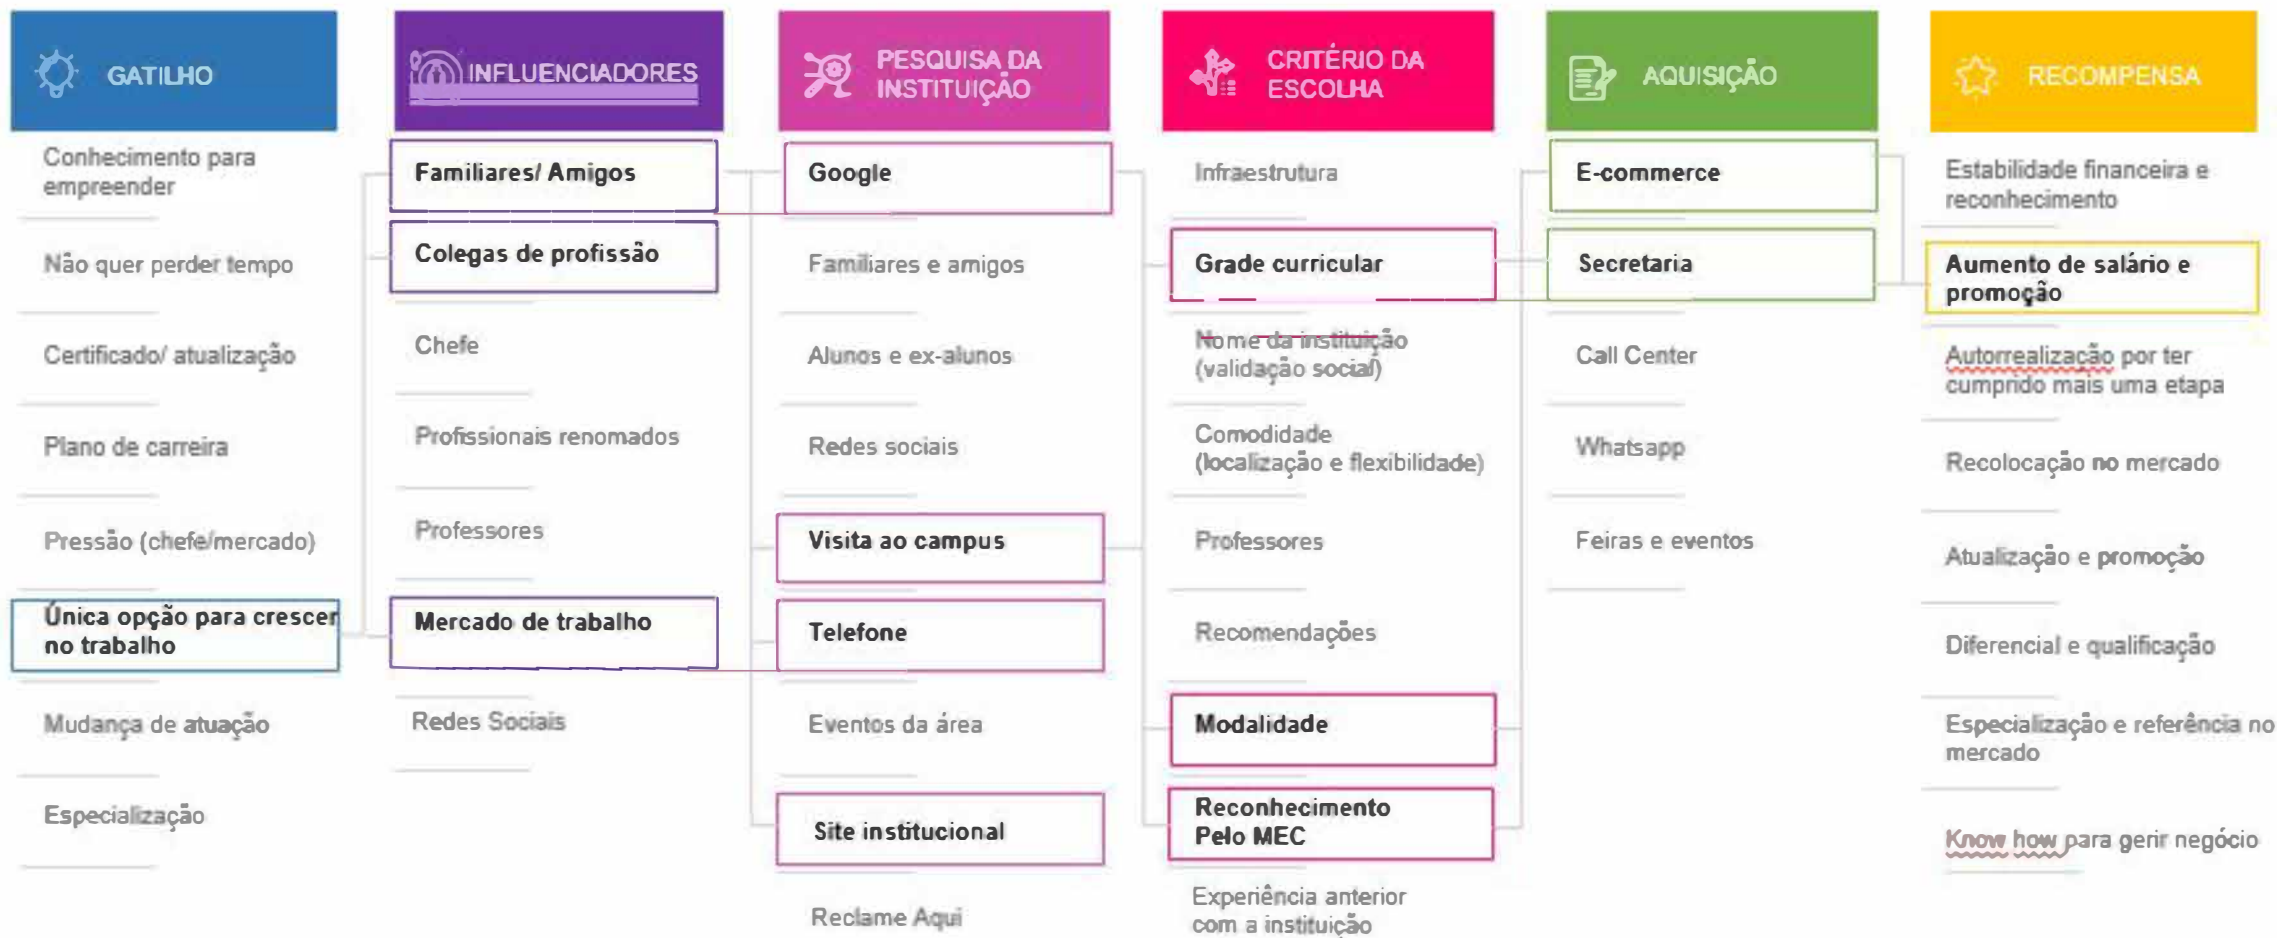 GATILHO
Conhecimento para
empreender
Não quer perder tempo
Certificado/ atualização
Plano de carreira
Pressão (chefe/mercado)
Única opção para crescer
no trabalho
Mudança de atuação
Especialização
INFLUENCIADORES
Familiares/ Amigos
Colegas de profissão
Chefe
Profissionais renomados
Professores
Mercado de trabalho
Redes Sociais
PESQUISA DA
INSTITUIÇÃO
Google
Familiares e amigos
Alunos e ex-alunos
Redes sociais
Visita ao campus
Telefone
Eventos da área
Site institucional
Reclame Aqui
CRITÉRIO DA
ESCOLHA
Infraestrutura
Grade curricular
Nome da instituição
(validação social)
Comodidade
(localização e flexibilidade)
Professores
Recomendações
Modalidade
Reconhecimento
Pelo MEC
Experiência anterior
com a instituição
AQUISIÇÃO
E-commerce
Secretaria
Call Center
Whatsapp
Feiras e eventos
RECOMPENSA
Estabilidade financeira e
reconhecimento
Aumento de salário e
promoção
Autorrealização por ter
cumprido mais uma etapa
Recolocação no mercado
Atualização e promoção
Diferencial e qualificação
Especialização e referência no
mercado
Know how para gerir negócio